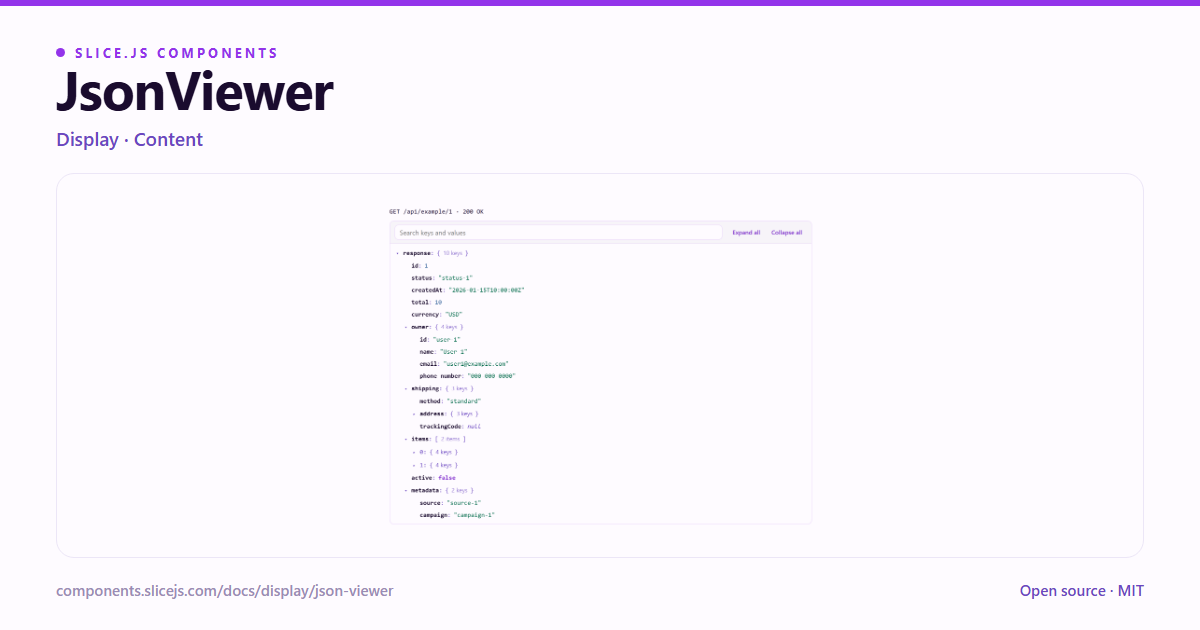 SLICE.JS COMPONENTS
JsonViewer
Display · Content
GET /api/example/1 · 200 OK
Search keys and values
Expand all
Collapse all
response: { 10 keys }
id: 1
status: "status-1"
createdAt: "2026-01-15T10:00:00Z"
total: 10
currency: "USD"
owner: { 4 keys }
id: "user-1"
name: "User 1"
email: "user1@example.com"
phone number: "000 000 0000"
shipping: { 3 keys }
method: "standard"
address: { 3 keys }
trackingCode: null
items: [ 2 items ]
0: { 4 keys }
1: { 4 keys }
active: false
metadata: { 2 keys }
source: "source-1"
campaign: "campaign-1"
components.slicejs.com/docs/display/json-viewer
Open source · MIT